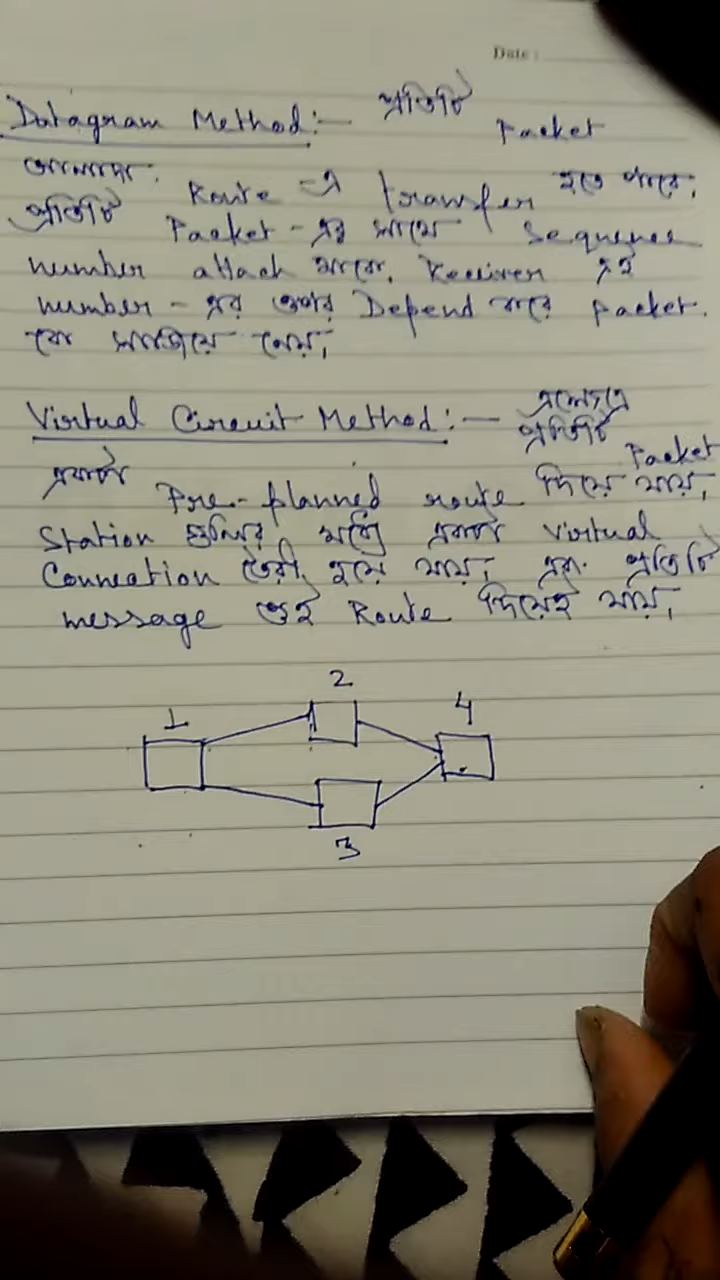 Date :
Datagram Method:- প্রতিটি Packet
আলাদা Route-এ transfer হতে পারে,
প্রতিটি Packet-এর সাথে Sequence
number attach থাকে, Receiver এই
number-এর ওপর Depend করে Packet
কে সাজিয়ে নেয়,
Virtual Circuit Method:- এক্ষেত্রে
প্রতিটি Packet
একটা Pre-planned route দিয়ে যায়,
Station গুলির মধ্যে একটা Virtual
Connection তৈরী হয়ে যায়, এবং প্রতিটি
message ওই Route দিয়েই যায়,
2
1 4
3